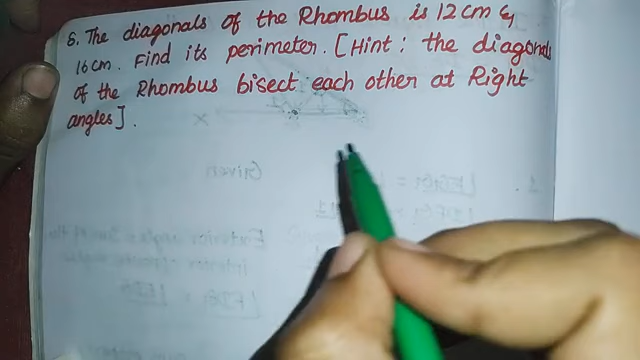 6. The diagonals of the Rhombus is 12 cm &
16 cm. Find its perimeter. [Hint : the diagonals
of the Rhombus bisect each other at Right
angles].